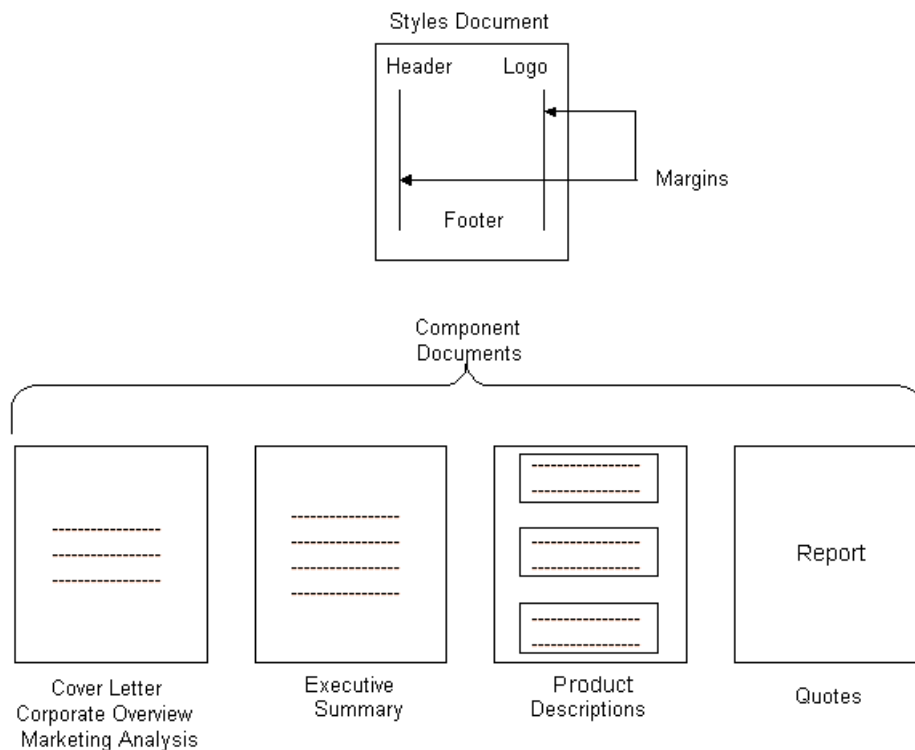 Styles Document
Header Logo
Margins
Footer
Component
Documents
Report
Cover Letter
Corporate Overview
Marketing Analysis
Executive
Summary
Product
Descriptions
Quotes